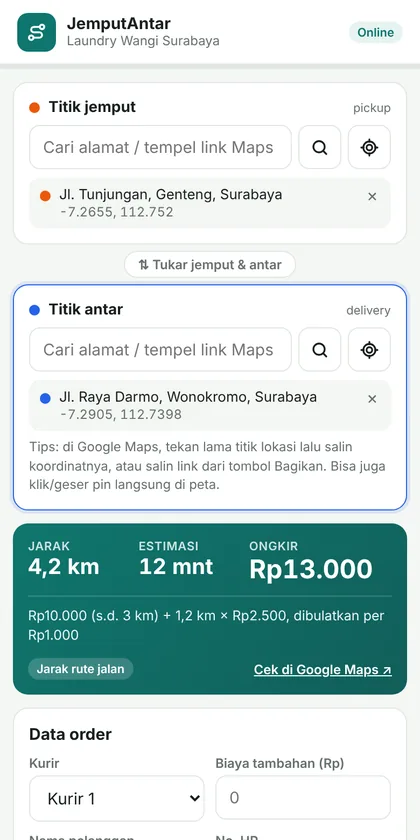 JemputAntar
Laundry Wangi Surabaya
Online
Titik jemput
pickup
Cari alamat / tempel link Maps
Jl. Tunjungan, Genteng, Surabaya
-7.2655, 112.752
×
⇅ Tukar jemput & antar
Titik antar
delivery
Cari alamat / tempel link Maps
Jl. Raya Darmo, Wonokromo, Surabaya
-7.2905, 112.7398
×
Tips: di Google Maps, tekan lama titik lokasi lalu salin
koordinatnya, atau salin link dari tombol Bagikan. Bisa juga
klik/geser pin langsung di peta.
JARAK
4,2 km
ESTIMASI
12 mnt
ONGKIR
Rp13.000
Rp10.000 (s.d. 3 km) + 1,2 km × Rp2.500, dibulatkan per
Rp1.000
Jarak rute jalan
Cek di Google Maps ↗
Data order
Kurir
Biaya tambahan (Rp)
Kurir 1
0